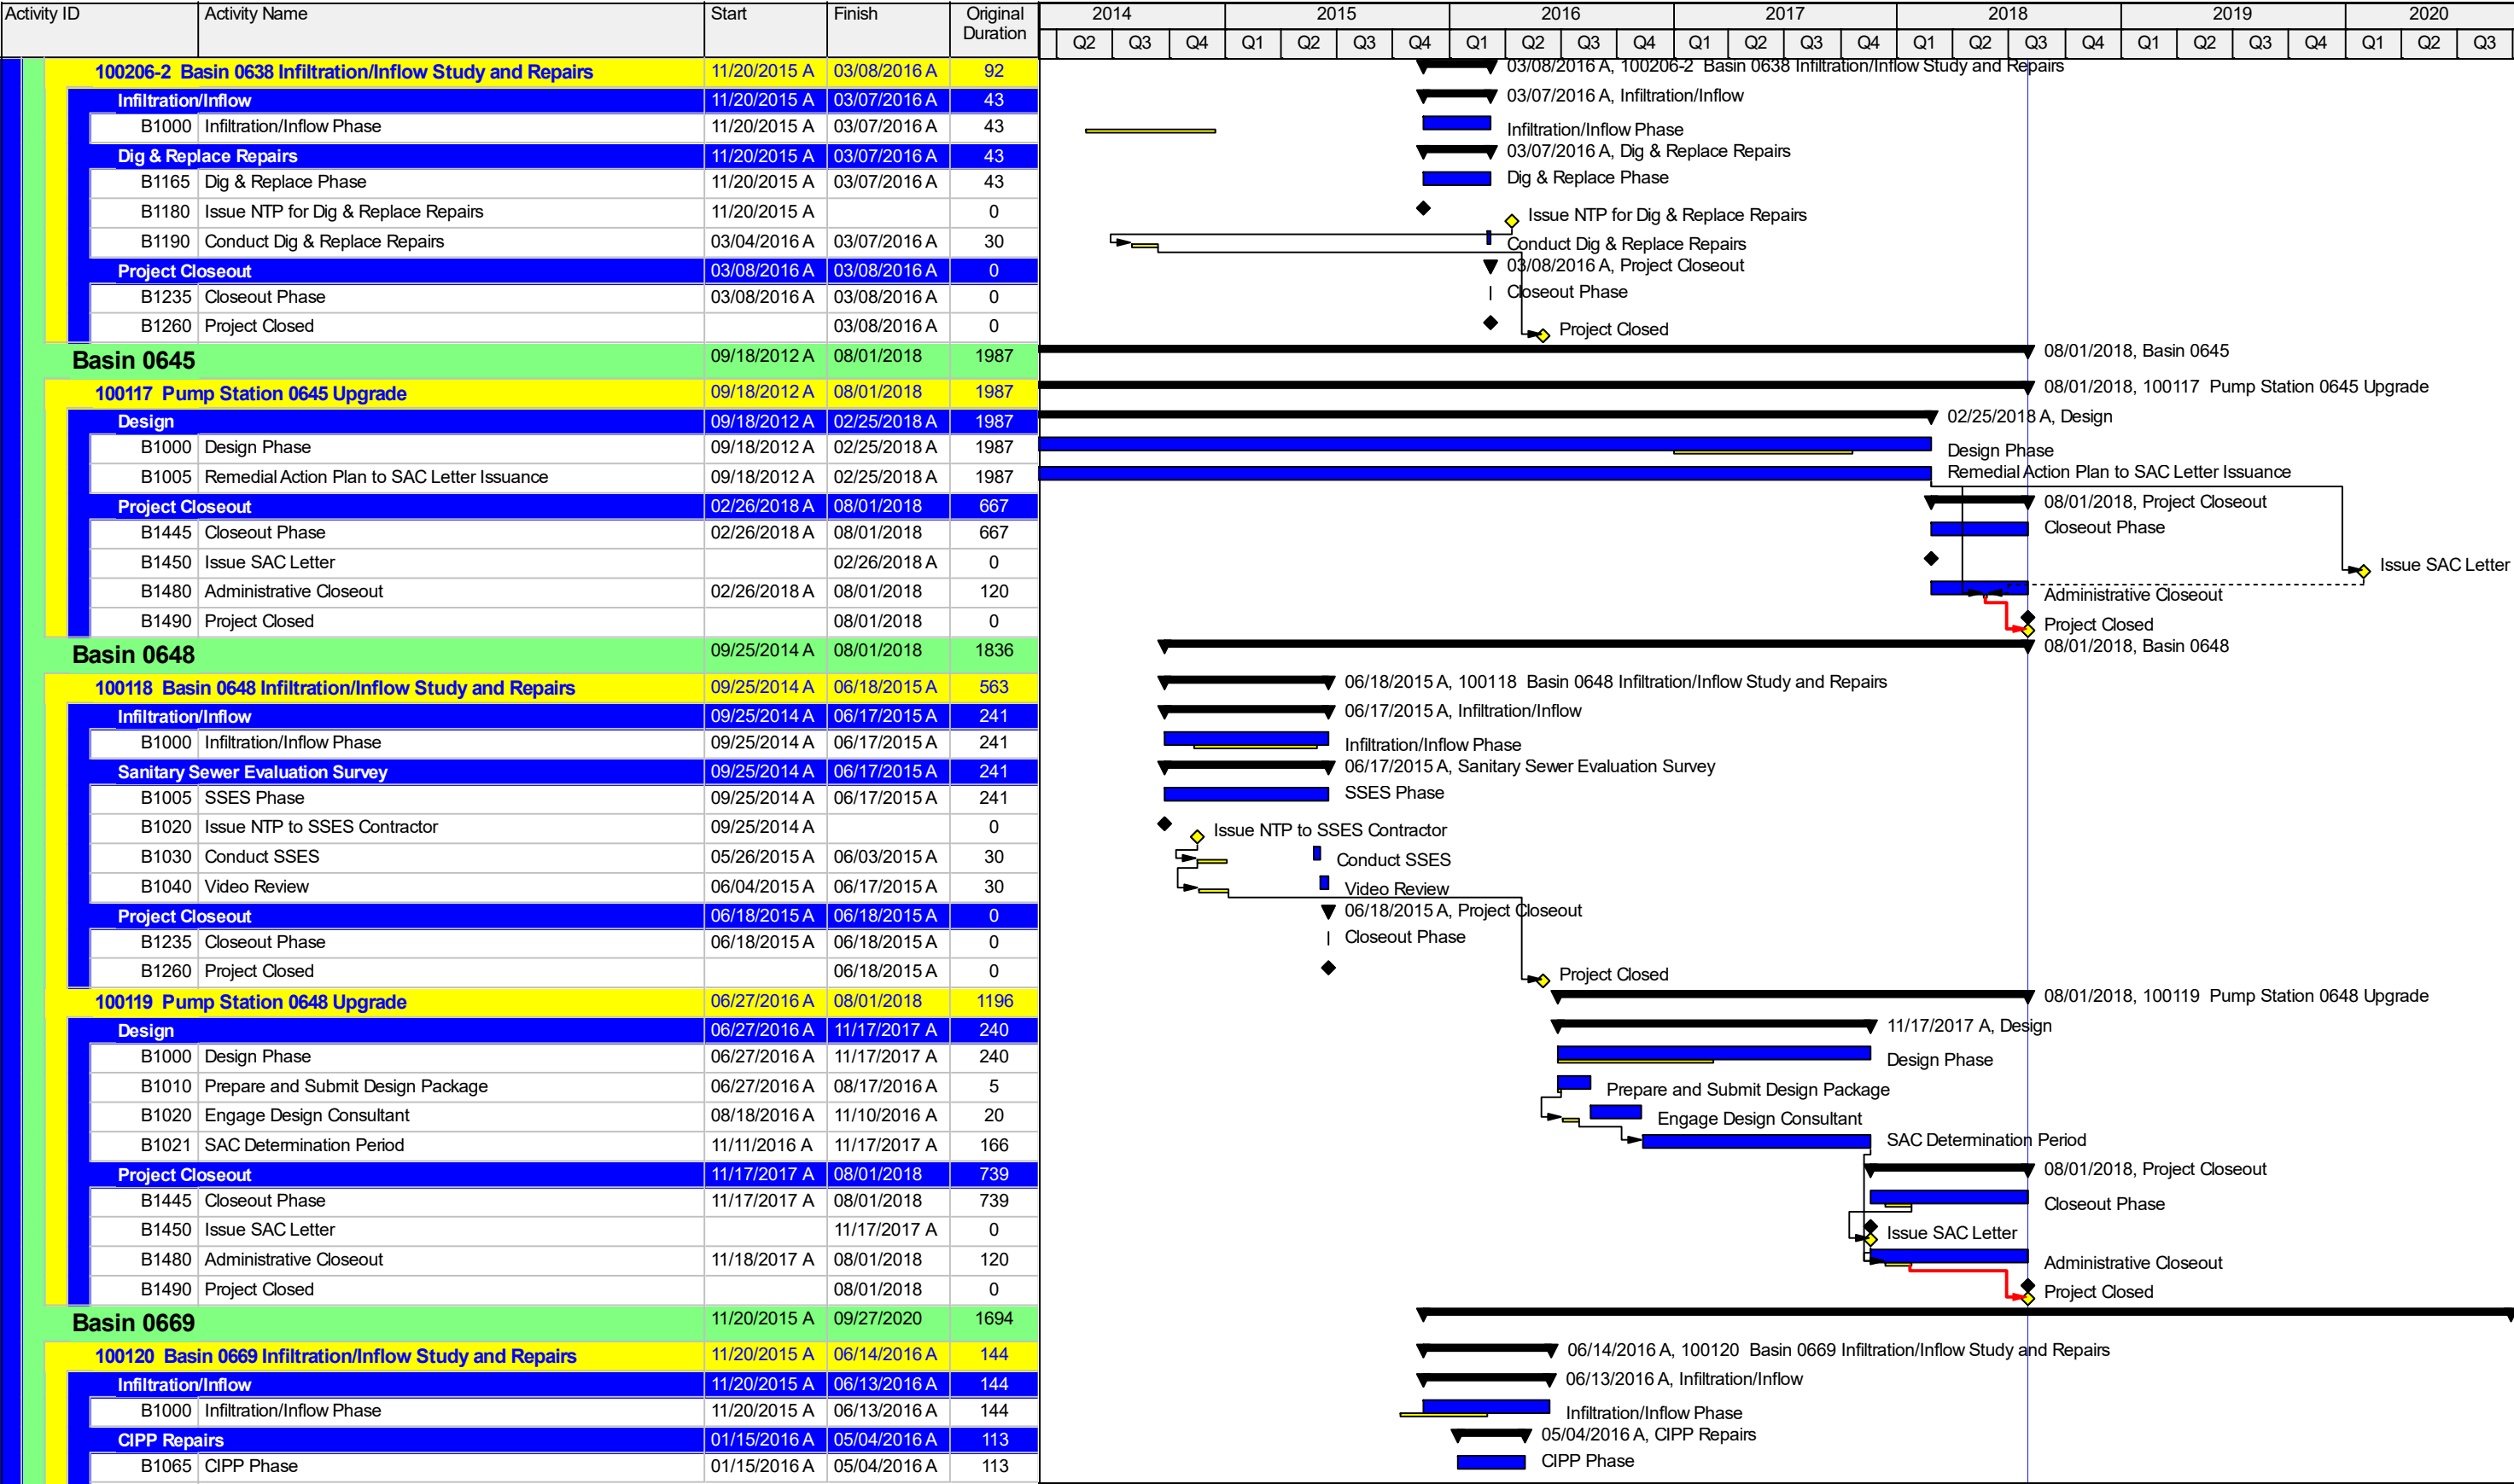 Activity ID Activity Name Start Finish Original Duration 2014 2015 2016 2017 2018 2019 2020
Q2 Q3 Q4 Q1 Q2 Q3 Q4 Q1 Q2 Q3 Q4 Q1 Q2 Q3 Q4 Q1 Q2 Q3 Q4 Q1 Q2 Q3 Q4 Q1 Q2 Q3
100206-2 Basin 0638 Infiltration/Inflow Study and Repairs 11/20/2015 A 03/08/2016 A 92 03/08/2016 A, 100206-2 Basin 0638 Infiltration/Inflow Study and Repairs
Infiltration/Inflow 11/20/2015 A 03/07/2016 A 43 03/07/2016 A, Infiltration/Inflow
B1000 Infiltration/Inflow Phase 11/20/2015 A 03/07/2016 A 43 Infiltration/Inflow Phase
Dig & Replace Repairs 11/20/2015 A 03/07/2016 A 43 03/07/2016 A, Dig & Replace Repairs
B1165 Dig & Replace Phase 11/20/2015 A 03/07/2016 A 43 Dig & Replace Phase
B1180 Issue NTP for Dig & Replace Repairs 11/20/2015 A 0 Issue NTP for Dig & Replace Repairs
B1190 Conduct Dig & Replace Repairs 03/04/2016 A 03/07/2016 A 30 Conduct Dig & Replace Repairs
Project Closeout 03/08/2016 A 03/08/2016 A 0 03/08/2016 A, Project Closeout
B1235 Closeout Phase 03/08/2016 A 03/08/2016 A 0 Closeout Phase
B1260 Project Closed 03/08/2016 A 0 Project Closed
Basin 0645 09/18/2012 A 08/01/2018 1987 08/01/2018, Basin 0645
100117 Pump Station 0645 Upgrade 09/18/2012 A 08/01/2018 1987 08/01/2018, 100117 Pump Station 0645 Upgrade
Design 09/18/2012 A 02/25/2018 A 1987 02/25/2018 A, Design
B1000 Design Phase 09/18/2012 A 02/25/2018 A 1987 Design Phase
B1005 Remedial Action Plan to SAC Letter Issuance 09/18/2012 A 02/25/2018 A 1987 Remedial Action Plan to SAC Letter Issuance
Project Closeout 02/26/2018 A 08/01/2018 667 08/01/2018, Project Closeout
B1445 Closeout Phase 02/26/2018 A 08/01/2018 667 Closeout Phase
B1450 Issue SAC Letter 02/26/2018 A 0 Issue SAC Letter
B1480 Administrative Closeout 02/26/2018 A 08/01/2018 120 Administrative Closeout
B1490 Project Closed 08/01/2018 0 Project Closed
Basin 0648 09/25/2014 A 08/01/2018 1836 08/01/2018, Basin 0648
100118 Basin 0648 Infiltration/Inflow Study and Repairs 09/25/2014 A 06/18/2015 A 563 06/18/2015 A, 100118 Basin 0648 Infiltration/Inflow Study and Repairs
Infiltration/Inflow 09/25/2014 A 06/17/2015 A 241 06/17/2015 A, Infiltration/Inflow
B1000 Infiltration/Inflow Phase 09/25/2014 A 06/17/2015 A 241 Infiltration/Inflow Phase
Sanitary Sewer Evaluation Survey 09/25/2014 A 06/17/2015 A 241 06/17/2015 A, Sanitary Sewer Evaluation Survey
B1005 SSES Phase 09/25/2014 A 06/17/2015 A 241 SSES Phase
B1020 Issue NTP to SSES Contractor 09/25/2014 A 0 Issue NTP to SSES Contractor
B1030 Conduct SSES 05/26/2015 A 06/03/2015 A 30 Conduct SSES
B1040 Video Review 06/04/2015 A 06/17/2015 A 30 Video Review
Project Closeout 06/18/2015 A 06/18/2015 A 0 06/18/2015 A, Project Closeout
B1235 Closeout Phase 06/18/2015 A 06/18/2015 A 0 Closeout Phase
B1260 Project Closed 06/18/2015 A 0 Project Closed
100119 Pump Station 0648 Upgrade 06/27/2016 A 08/01/2018 1196 08/01/2018, 100119 Pump Station 0648 Upgrade
Design 06/27/2016 A 11/17/2017 A 240 11/17/2017 A, Design
B1000 Design Phase 06/27/2016 A 11/17/2017 A 240 Design Phase
B1010 Prepare and Submit Design Package 06/27/2016 A 08/17/2016 A 5 Prepare and Submit Design Package
B1020 Engage Design Consultant 08/18/2016 A 11/10/2016 A 20 Engage Design Consultant
B1021 SAC Determination Period 11/11/2016 A 11/17/2017 A 166 SAC Determination Period
Project Closeout 11/17/2017 A 08/01/2018 739 08/01/2018, Project Closeout
B1445 Closeout Phase 11/17/2017 A 08/01/2018 739 Closeout Phase
B1450 Issue SAC Letter 11/17/2017 A 0 Issue SAC Letter
B1480 Administrative Closeout 11/18/2017 A 08/01/2018 120 Administrative Closeout
B1490 Project Closed 08/01/2018 0 Project Closed
Basin 0669 11/20/2015 A 09/27/2020 1694
100120 Basin 0669 Infiltration/Inflow Study and Repairs 11/20/2015 A 06/14/2016 A 144 06/14/2016 A, 100120 Basin 0669 Infiltration/Inflow Study and Repairs
Infiltration/Inflow 11/20/2015 A 06/13/2016 A 144 06/13/2016 A, Infiltration/Inflow
B1000 Infiltration/Inflow Phase 11/20/2015 A 06/13/2016 A 144 Infiltration/Inflow Phase
CIPP Repairs 01/15/2016 A 05/04/2016 A 113 05/04/2016 A, CIPP Repairs
B1065 CIPP Phase 01/15/2016 A 05/04/2016 A 113 CIPP Phase